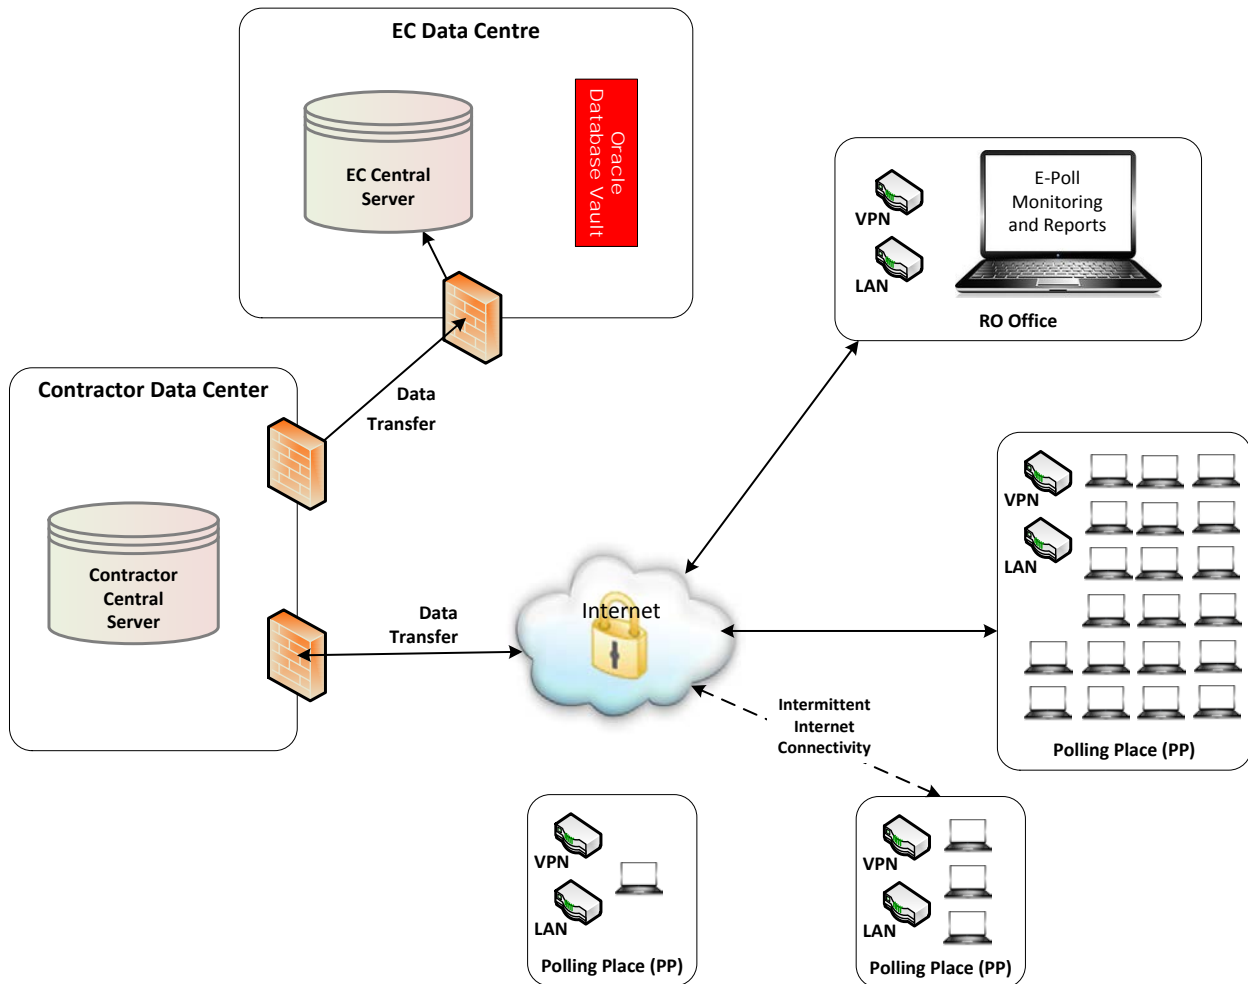 EC Data Centre
EC Central
Server
Oracle
Database Vault
E-Poll
Monitoring
and Reports
VPN
LAN
RO Office
Contractor Data Center
Data
Transfer
Contractor
Central
Server
Data
Transfer
Internet
VPN
LAN
Polling Place (PP)
Intermittent
Internet
Connectivity
VPN
LAN
Polling Place (PP)
VPN
LAN
Polling Place (PP)